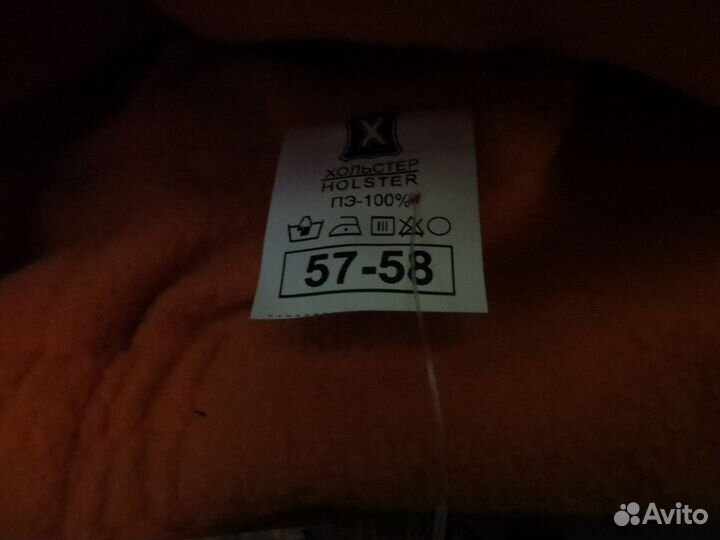 Х
ХОЛЬСТЕР
HOLSTER
ПЭ-100%
57-58
Avito